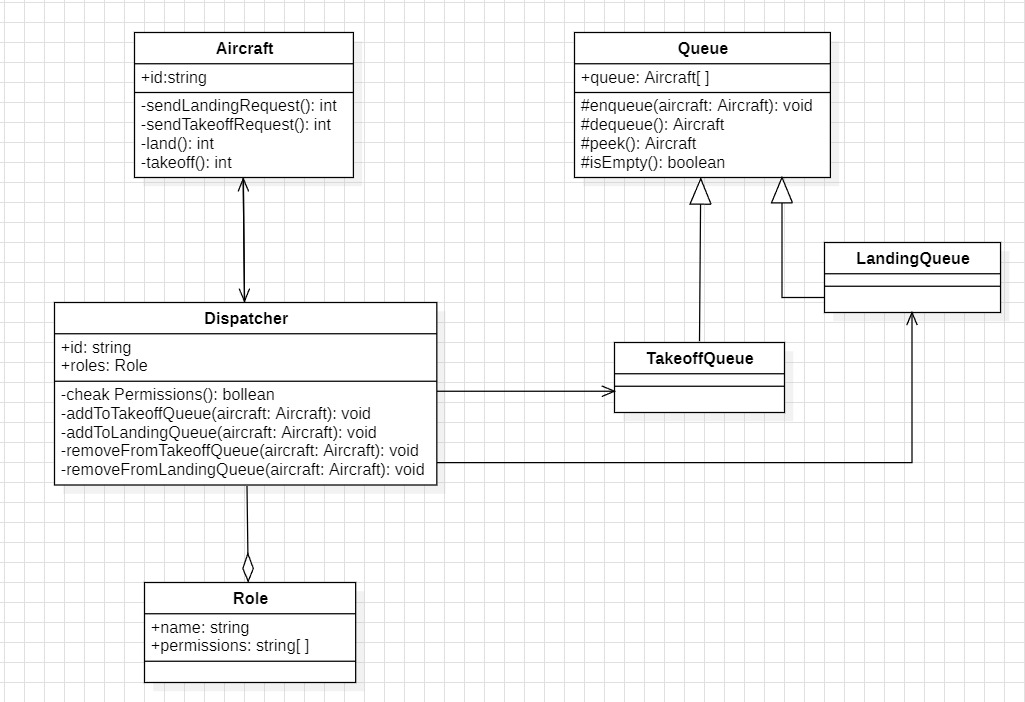 Aircraft
+id:string
-sendLandingRequest(): int
-sendTakeoffRequest(): int
-land(): int
-takeoff(): int
Queue
+queue: Aircraft[ ]
#enqueue(aircraft: Aircraft): void
#dequeue(): Aircraft
#peek(): Aircraft
#isEmpty(): boolean
LandingQueue
Dispatcher
+id: string
+roles: Role
-cheak Permissions(): bollean
-addToTakeoffQueue(aircraft: Aircraft): void
-addToLandingQueue(aircraft: Aircraft): void
-removeFromTakeoffQueue(aircraft: Aircraft): void
-removeFromLandingQueue(aircraft: Aircraft): void
TakeoffQueue
Role
+name: string
+permissions: string[ ]